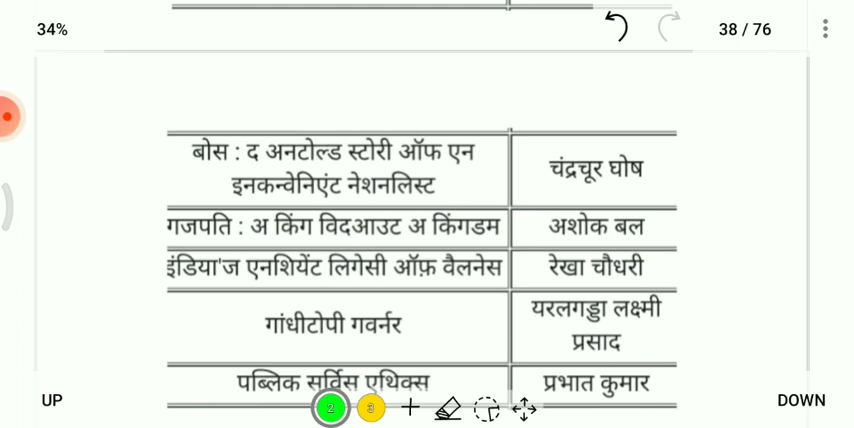 34%
38 / 76
बोस : द अनटोल्ड स्टोरी ऑफ एन
इनकन्वेनिएंट नेशनलिस्ट
चंद्रचूर घोष
गजपति : अ किंग विदआउट अ किंगडम
अशोक बल
इंडिया'ज एनशियेंट लिगेसी ऑफ़ वैलनेस
रेखा चौधरी
गांधीटोपी गवर्नर
यरलगड्डा लक्ष्मी
प्रसाद
पब्लिक सर्विस एथिक्स
प्रभात कुमार
UP
2
3
DOWN